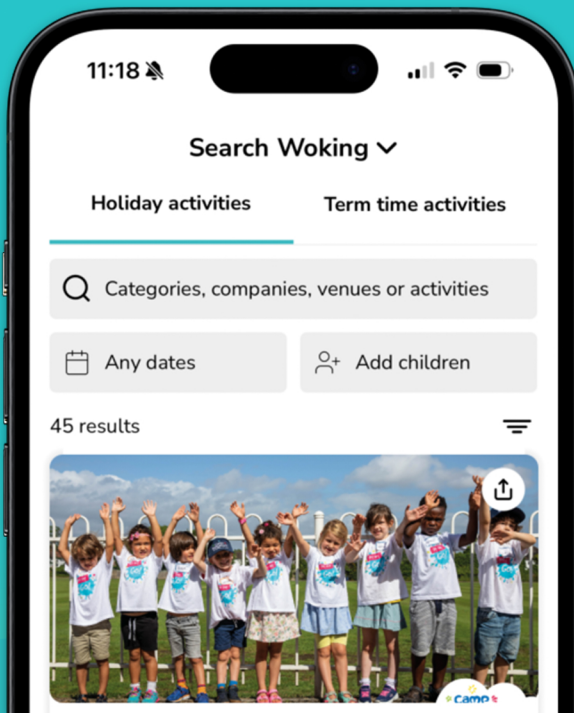 11:18
Search Woking
Holiday activities
Term time activities
Categories, companies, venues or activities
Any dates
Add children
45 results
camp